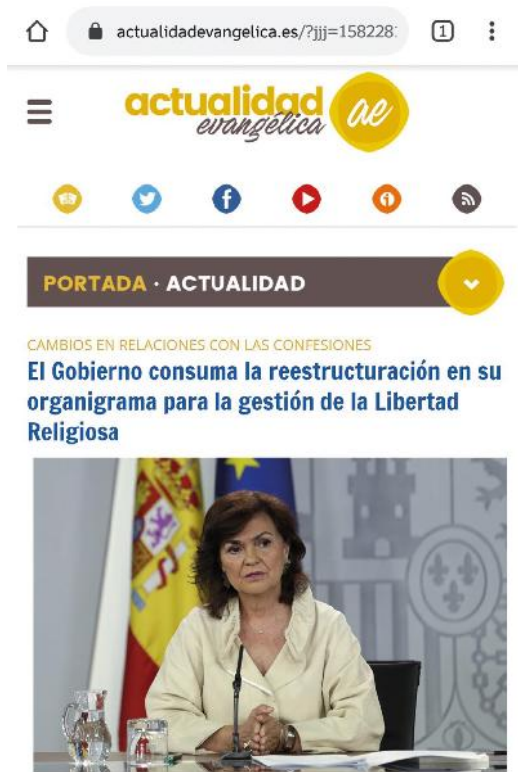 actualidadevangelica.es/?jjj=158228
1
actualidad
evangélica
ae
PORTADA · ACTUALIDAD
CAMBIOS EN RELACIONES CON LAS CONFESIONES
El Gobierno consuma la reestructuración en su
organigrama para la gestión de la Libertad
Religiosa